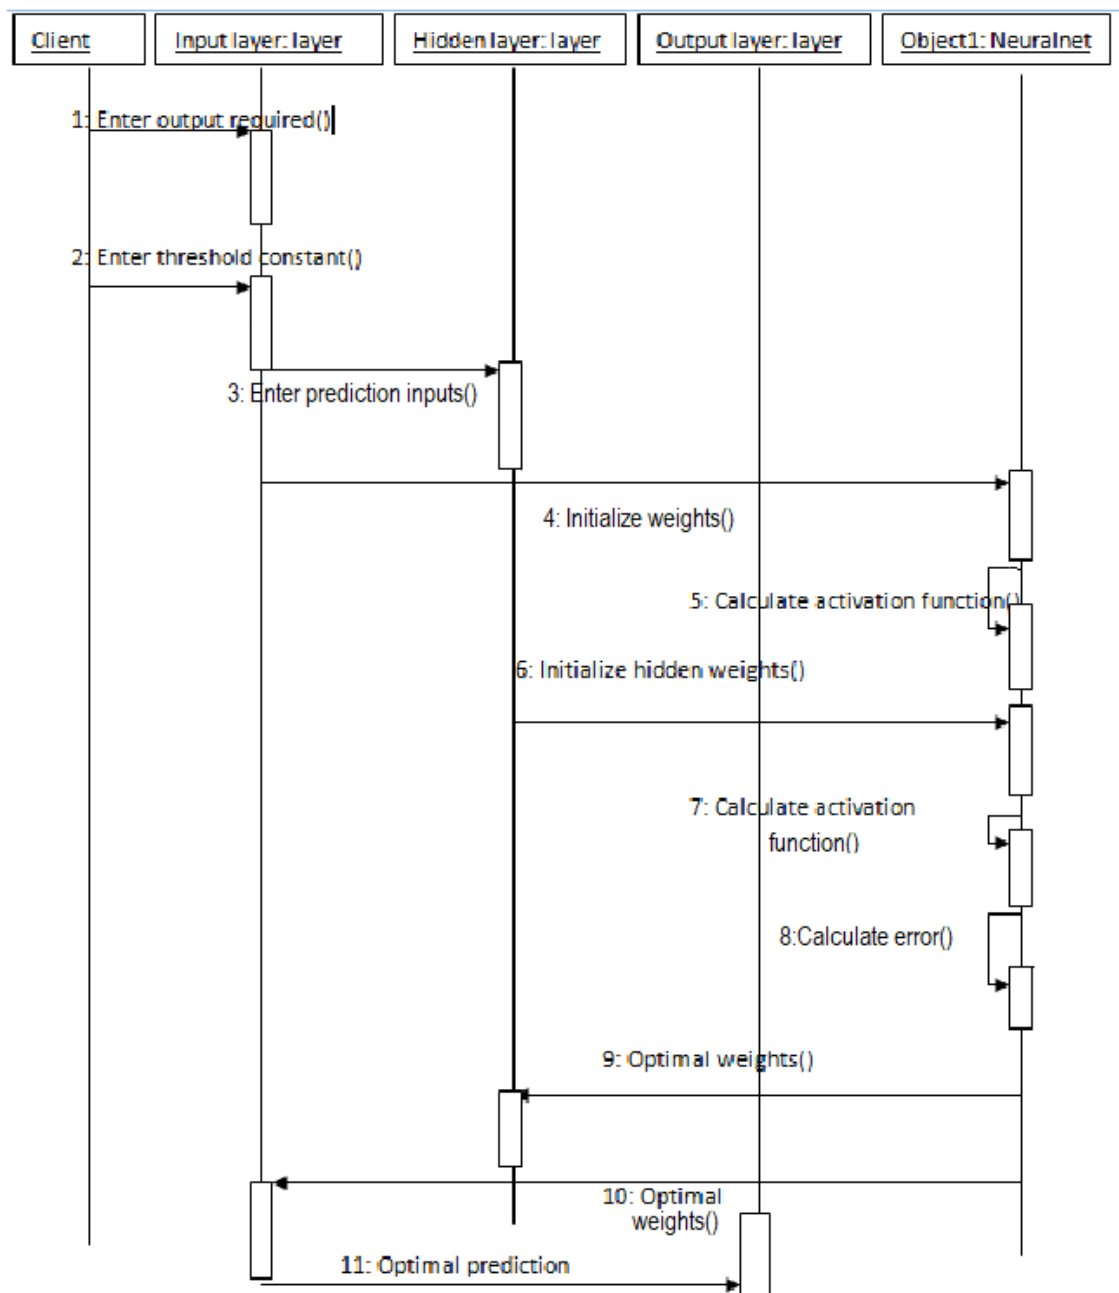 Client
Input layer: layer
Hidden layer: layer
Output layer: layer
Object1: Neuralnet
1: Enter output required()
2: Enter threshold constant()
3: Enter prediction inputs()
4: Initialize weights()
5: Calculate activation function()
6: Initialize hidden weights()
7: Calculate activation
function()
8:Calculate error()
9: Optimal weights()
10: Optimal
weights()
11: Optimal prediction